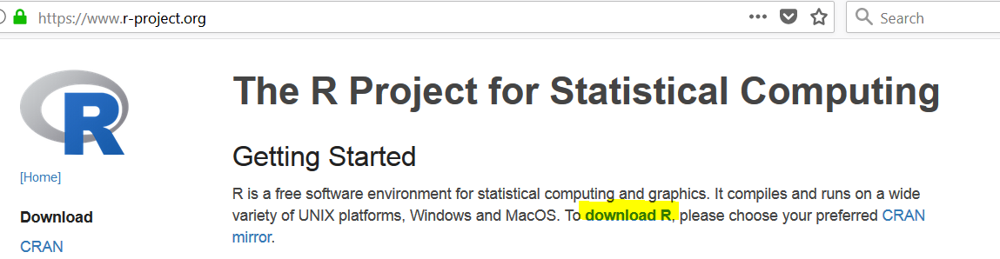 https://www.r-project.org
Search
R
The R Project for Statistical Computing
Getting Started
[Home]
R is a free software environment for statistical computing and graphics. It compiles and runs on a wide
variety of UNIX platforms, Windows and MacOS. To download R, please choose your preferred CRAN
mirror.
Download
CRAN